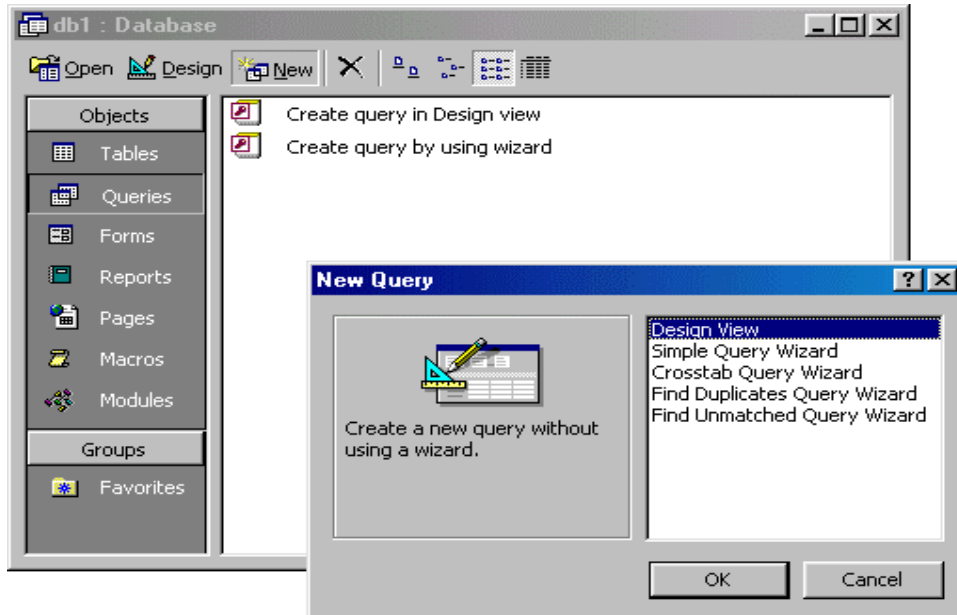 db1 : Database
Open Design New
Objects
Tables
Queries
Forms
Reports
Pages
Macros
Modules
Groups
Favorites
Create query in Design view
Create query by using wizard
New Query
Create a new query without
using a wizard.
Design View
Simple Query Wizard
Crosstab Query Wizard
Find Duplicates Query Wizard
Find Unmatched Query Wizard
OK
Cancel